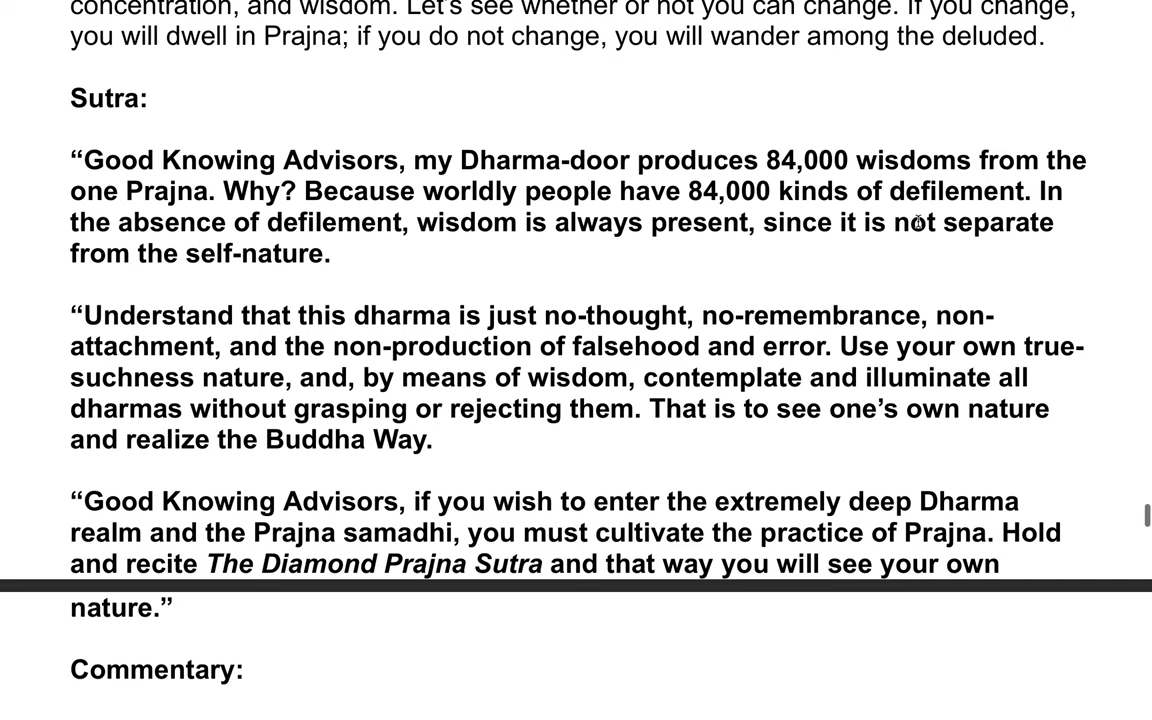 concentration, and wisdom. Let's see whether or not you can change. If you change,
you will dwell in Prajna; if you do not change, you will wander among the deluded.
Sutra:
“Good Knowing Advisors, my Dharma-door produces 84,000 wisdoms from the
one Prajna. Why? Because worldly people have 84,000 kinds of defilement. In
the absence of defilement, wisdom is always present, since it is not separate
from the self-nature.
“Understand that this dharma is just no-thought, no-remembrance, non-
attachment, and the non-production of falsehood and error. Use your own true-
suchness nature, and, by means of wisdom, contemplate and illuminate all
dharmas without grasping or rejecting them. That is to see one’s own nature
and realize the Buddha Way.
“Good Knowing Advisors, if you wish to enter the extremely deep Dharma
realm and the Prajna samadhi, you must cultivate the practice of Prajna. Hold
and recite The Diamond Prajna Sutra and that way you will see your own
nature.”
Commentary: